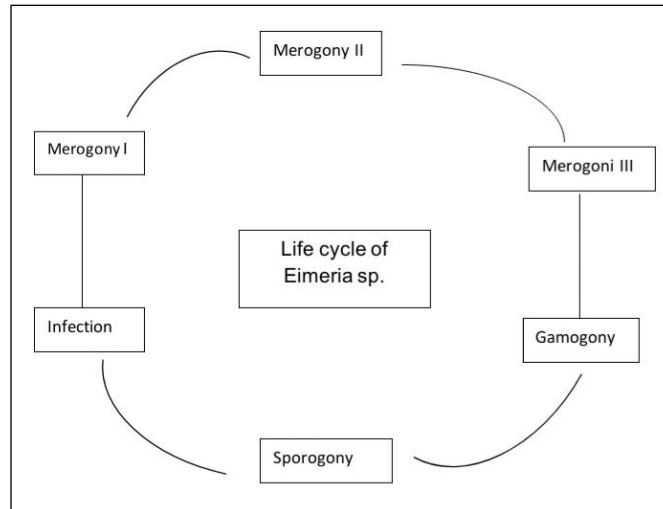 Merogony II
Merogony I
Merogoni III
Life cycle of
Eimeria sp.
Infection
Gamogony
Sporogony